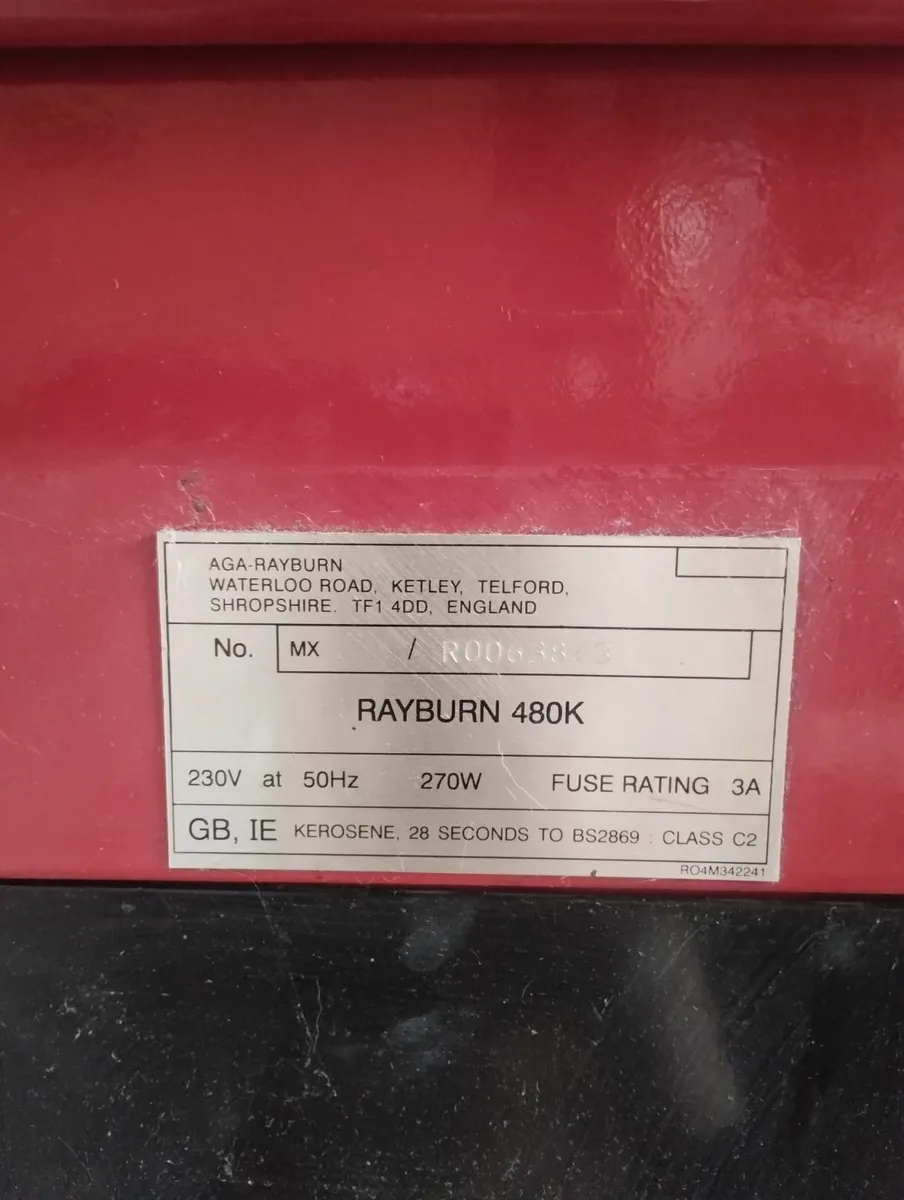 AGA-RAYBURN
WATERLOO ROAD, KETLEY, TELFORD,
SHROPSHIRE. TF1 4DD, ENGLAND
No. MX /
RAYBURN 480K
230V at 50Hz 270W FUSE RATING 3A
GB, IE KEROSENE, 28 SECONDS TO BS2869 : CLASS C2
RO4M342241